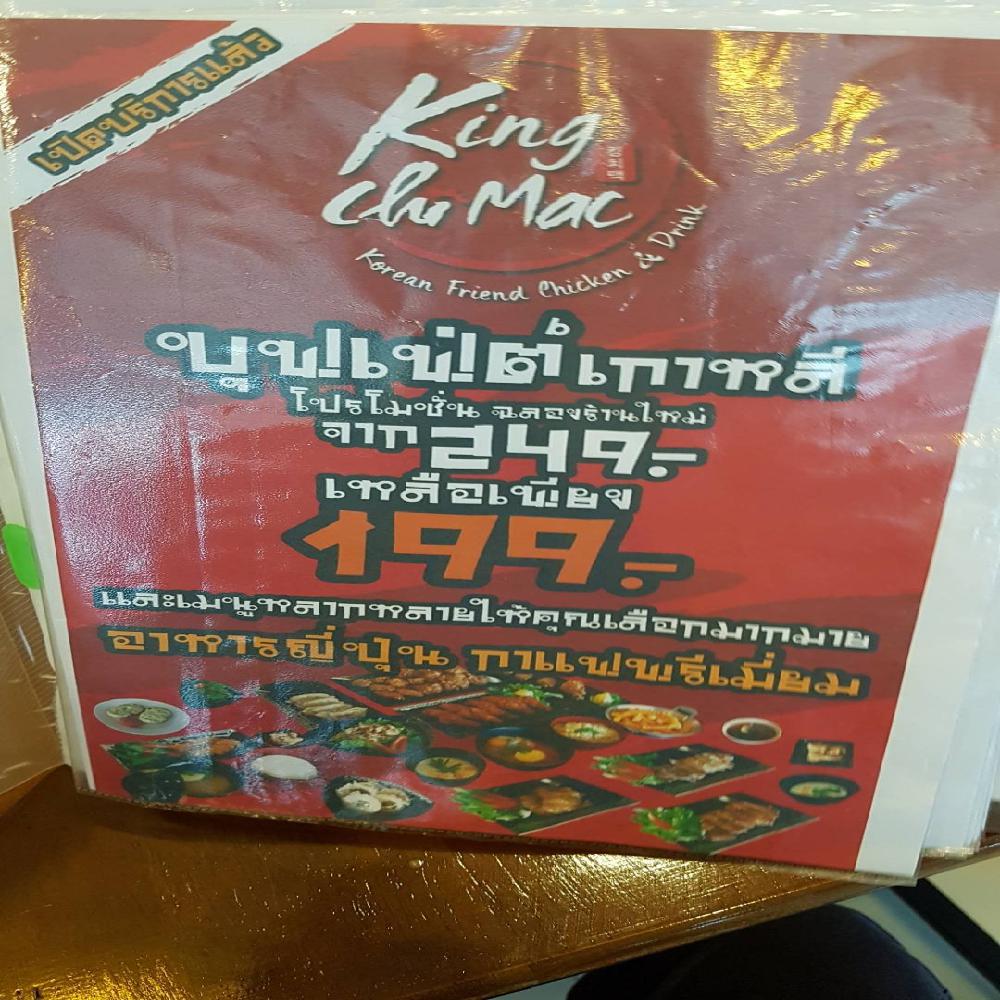 เปิดบริการแล้ว
King
Chi Mac
Korean Friend Chicken & Drink
บุฟเฟ่ต์เกาหลี
โปรโมชั่น ฉลองร้านใหม่
จาก 249.-
เหลือเพียง
199.-
และเมนูหลากหลายให้คุณเลือกมากมาย
อาหารญี่ปุ่น กาแฟพรีเมี่ยม